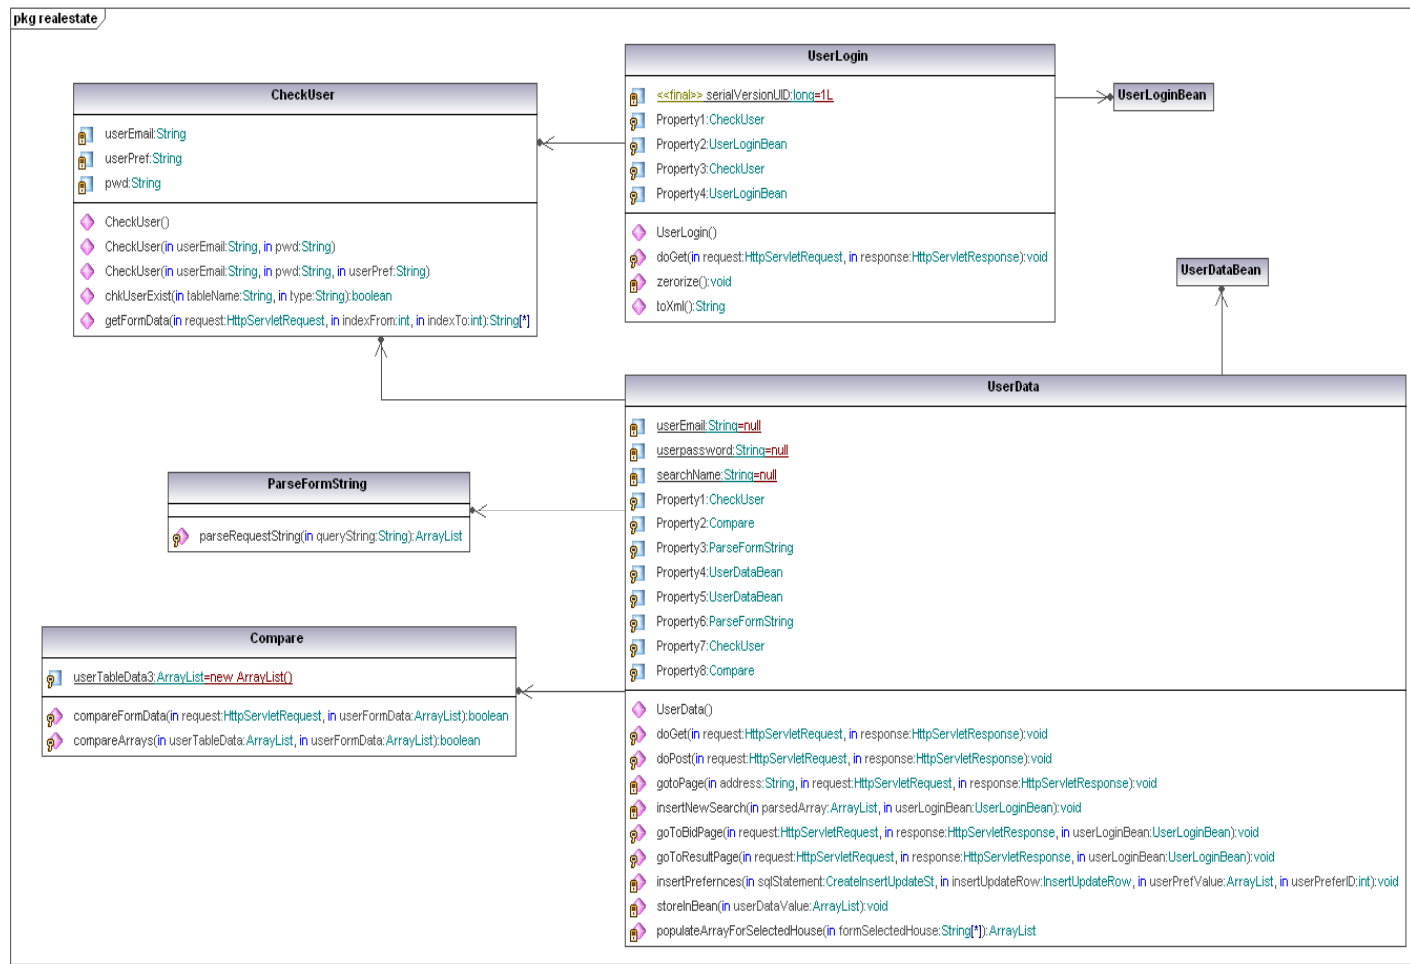 pkg realestate
UserLogin
<<final>> serialVersionUID:long=1L
Property1:CheckUser
Property2:UserLoginBean
Property3:CheckUser
Property4:UserLoginBean
UserLogin()
doGet(in request:HttpServletRequest, in response:HttpServletResponse):void
zerorize():void
toXml():String
UserLoginBean
CheckUser
userEmail:String
userPref:String
pwd:String
CheckUser()
CheckUser(in userEmail:String, in pwd:String)
CheckUser(in userEmail:String, in pwd:String, in userPref:String)
chkUserExist(in tableName:String, in type:String):boolean
getFormData(in request:HttpServletRequest, in indexFrom:int, in indexTo:int):String[*]
UserDataBean
UserData
userEmail:String=null
userpassword:String=null
searchName:String=null
Property1:CheckUser
Property2:Compare
Property3:ParseFormString
Property4:UserDataBean
Property5:UserDataBean
Property6:ParseFormString
Property7:CheckUser
Property8:Compare
UserData()
doGet(in request:HttpServletRequest, in response:HttpServletResponse):void
doPost(in request:HttpServletRequest, in response:HttpServletResponse):void
gotoPage(in address:String, in request:HttpServletRequest, in response:HttpServletResponse):void
insertNewSearch(in parsedArray:ArrayList, in userLoginBean:UserLoginBean):void
goToBidPage(in request:HttpServletRequest, in response:HttpServletResponse, in userLoginBean:UserLoginBean):void
goToResultPage(in request:HttpServletRequest, in response:HttpServletResponse, in userLoginBean:UserLoginBean):void
insertPrefernces(in sqlStatement:CreateInsertUpdateSt, in insertUpdateRow:InsertUpdateRow, in userPrefValue:ArrayList, in userPreferID:int):void
storeInBean(in userDataValue:ArrayList):void
populateArrayForSelectedHouse(in formSelectedHouse:String[*]):ArrayList
ParseFormString
parseRequestString(in queryString:String):ArrayList
Compare
userTableData3:ArrayList=new ArrayList()
compareFormData(in request:HttpServletRequest, in userFormData:ArrayList):boolean
compareArrays(in userTableData:ArrayList, in userFormData:ArrayList):boolean